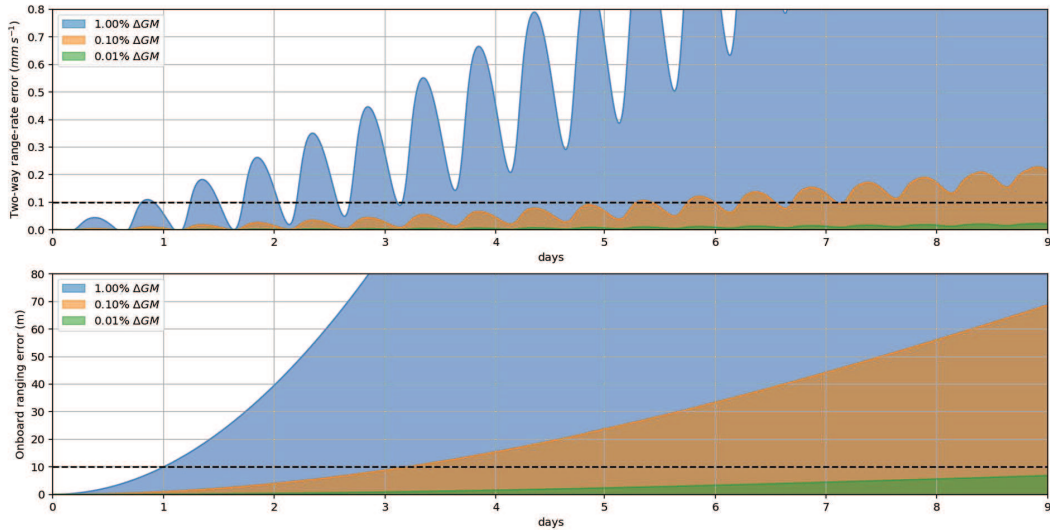 Two-way range-rate error (mm s⁻¹)
0.8
0.7
0.6
0.5
0.4
0.3
0.2
0.1
0.0
1.00% ΔGM
0.10% ΔGM
0.01% ΔGM
0 1 2 3 4 5 6 7 8 9
days
Onboard ranging error (m)
80
70
60
50
40
30
20
10
0
1.00% ΔGM
0.10% ΔGM
0.01% ΔGM
0 1 2 3 4 5 6 7 8 9
days